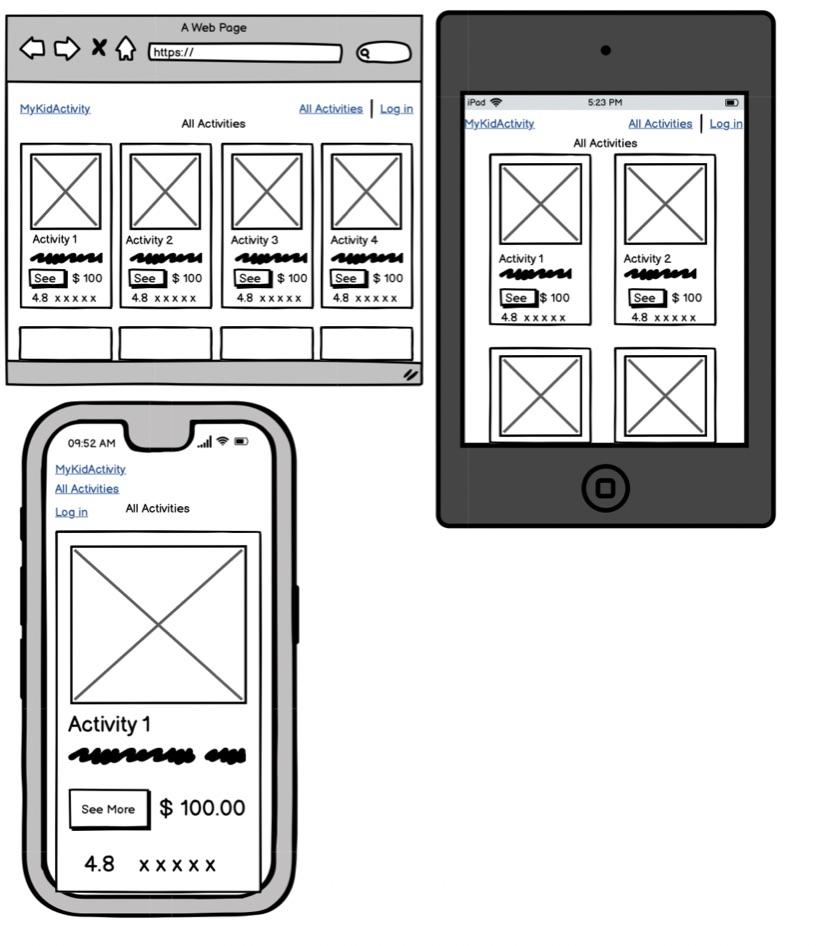 A Web Page
https://
MyKidActivity All Activities Log in
All Activities
Activity 1 Activity 2 Activity 3 Activity 4
See $ 100 See $ 100 See $ 100 See $ 100
4.8 x x x x x 4.8 x x x x x 4.8 x x x x x 4.8 x x x x x
iPad 5:23 PM
MyKidActivity All Activities Log in
All Activities
Activity 1 Activity 2
See $ 100 See $ 100
4.8 x x x x x 4.8 x x x x x
09:52 AM
MyKidActivity
All Activities
Log in All Activities
Activity 1
See More $ 100.00
4.8 x x x x x